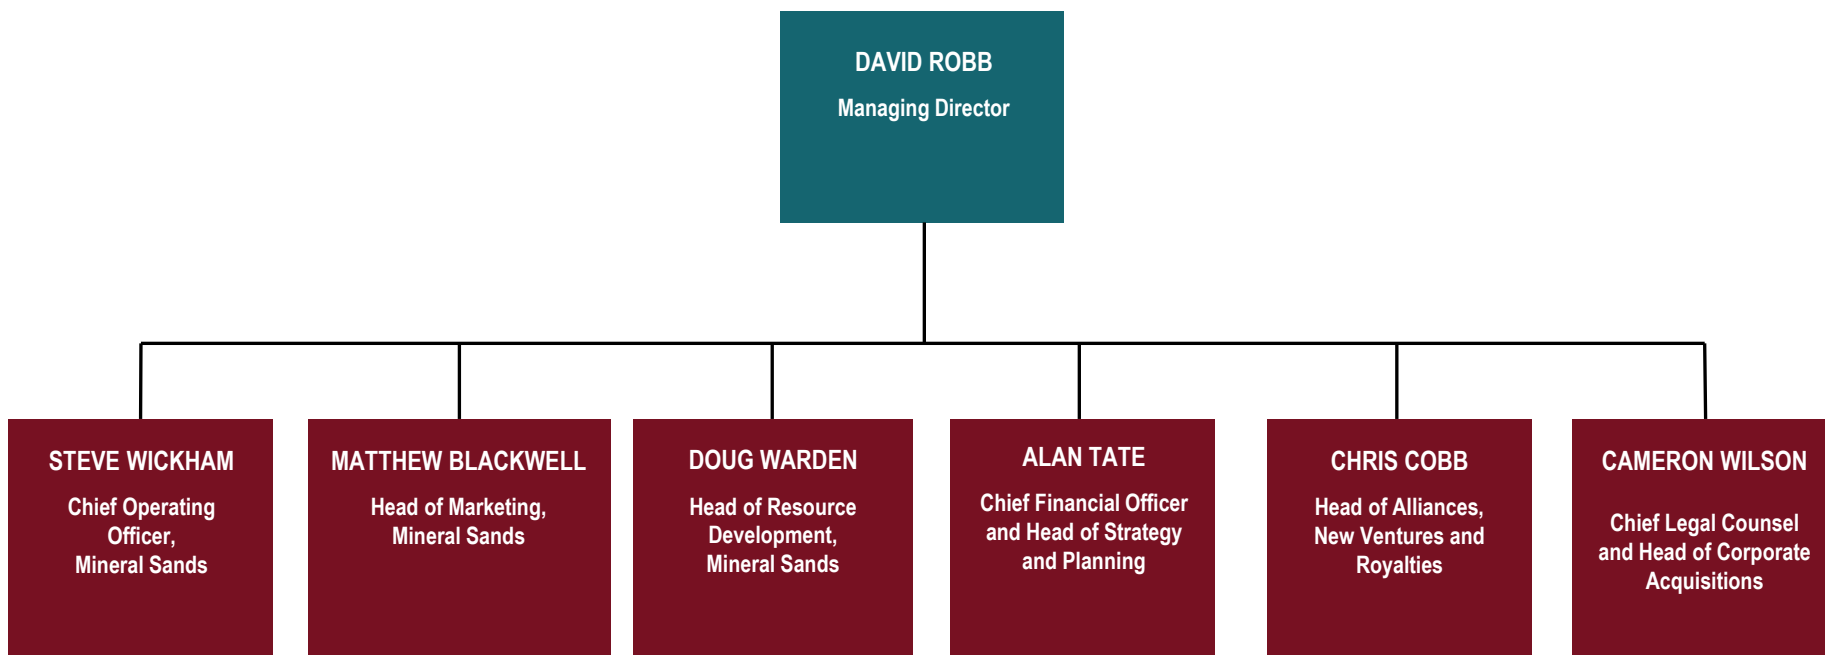 DAVID ROBB
Managing Director
STEVE WICKHAM
Chief Operating
Officer,
Mineral Sands
MATTHEW BLACKWELL
Head of Marketing,
Mineral Sands
DOUG WARDEN
Head of Resource
Development,
Mineral Sands
ALAN TATE
Chief Financial Officer
and Head of Strategy
and Planning
CHRIS COBB
Head of Alliances,
New Ventures and
Royalties
CAMERON WILSON
Chief Legal Counsel
and Head of Corporate
Acquisitions